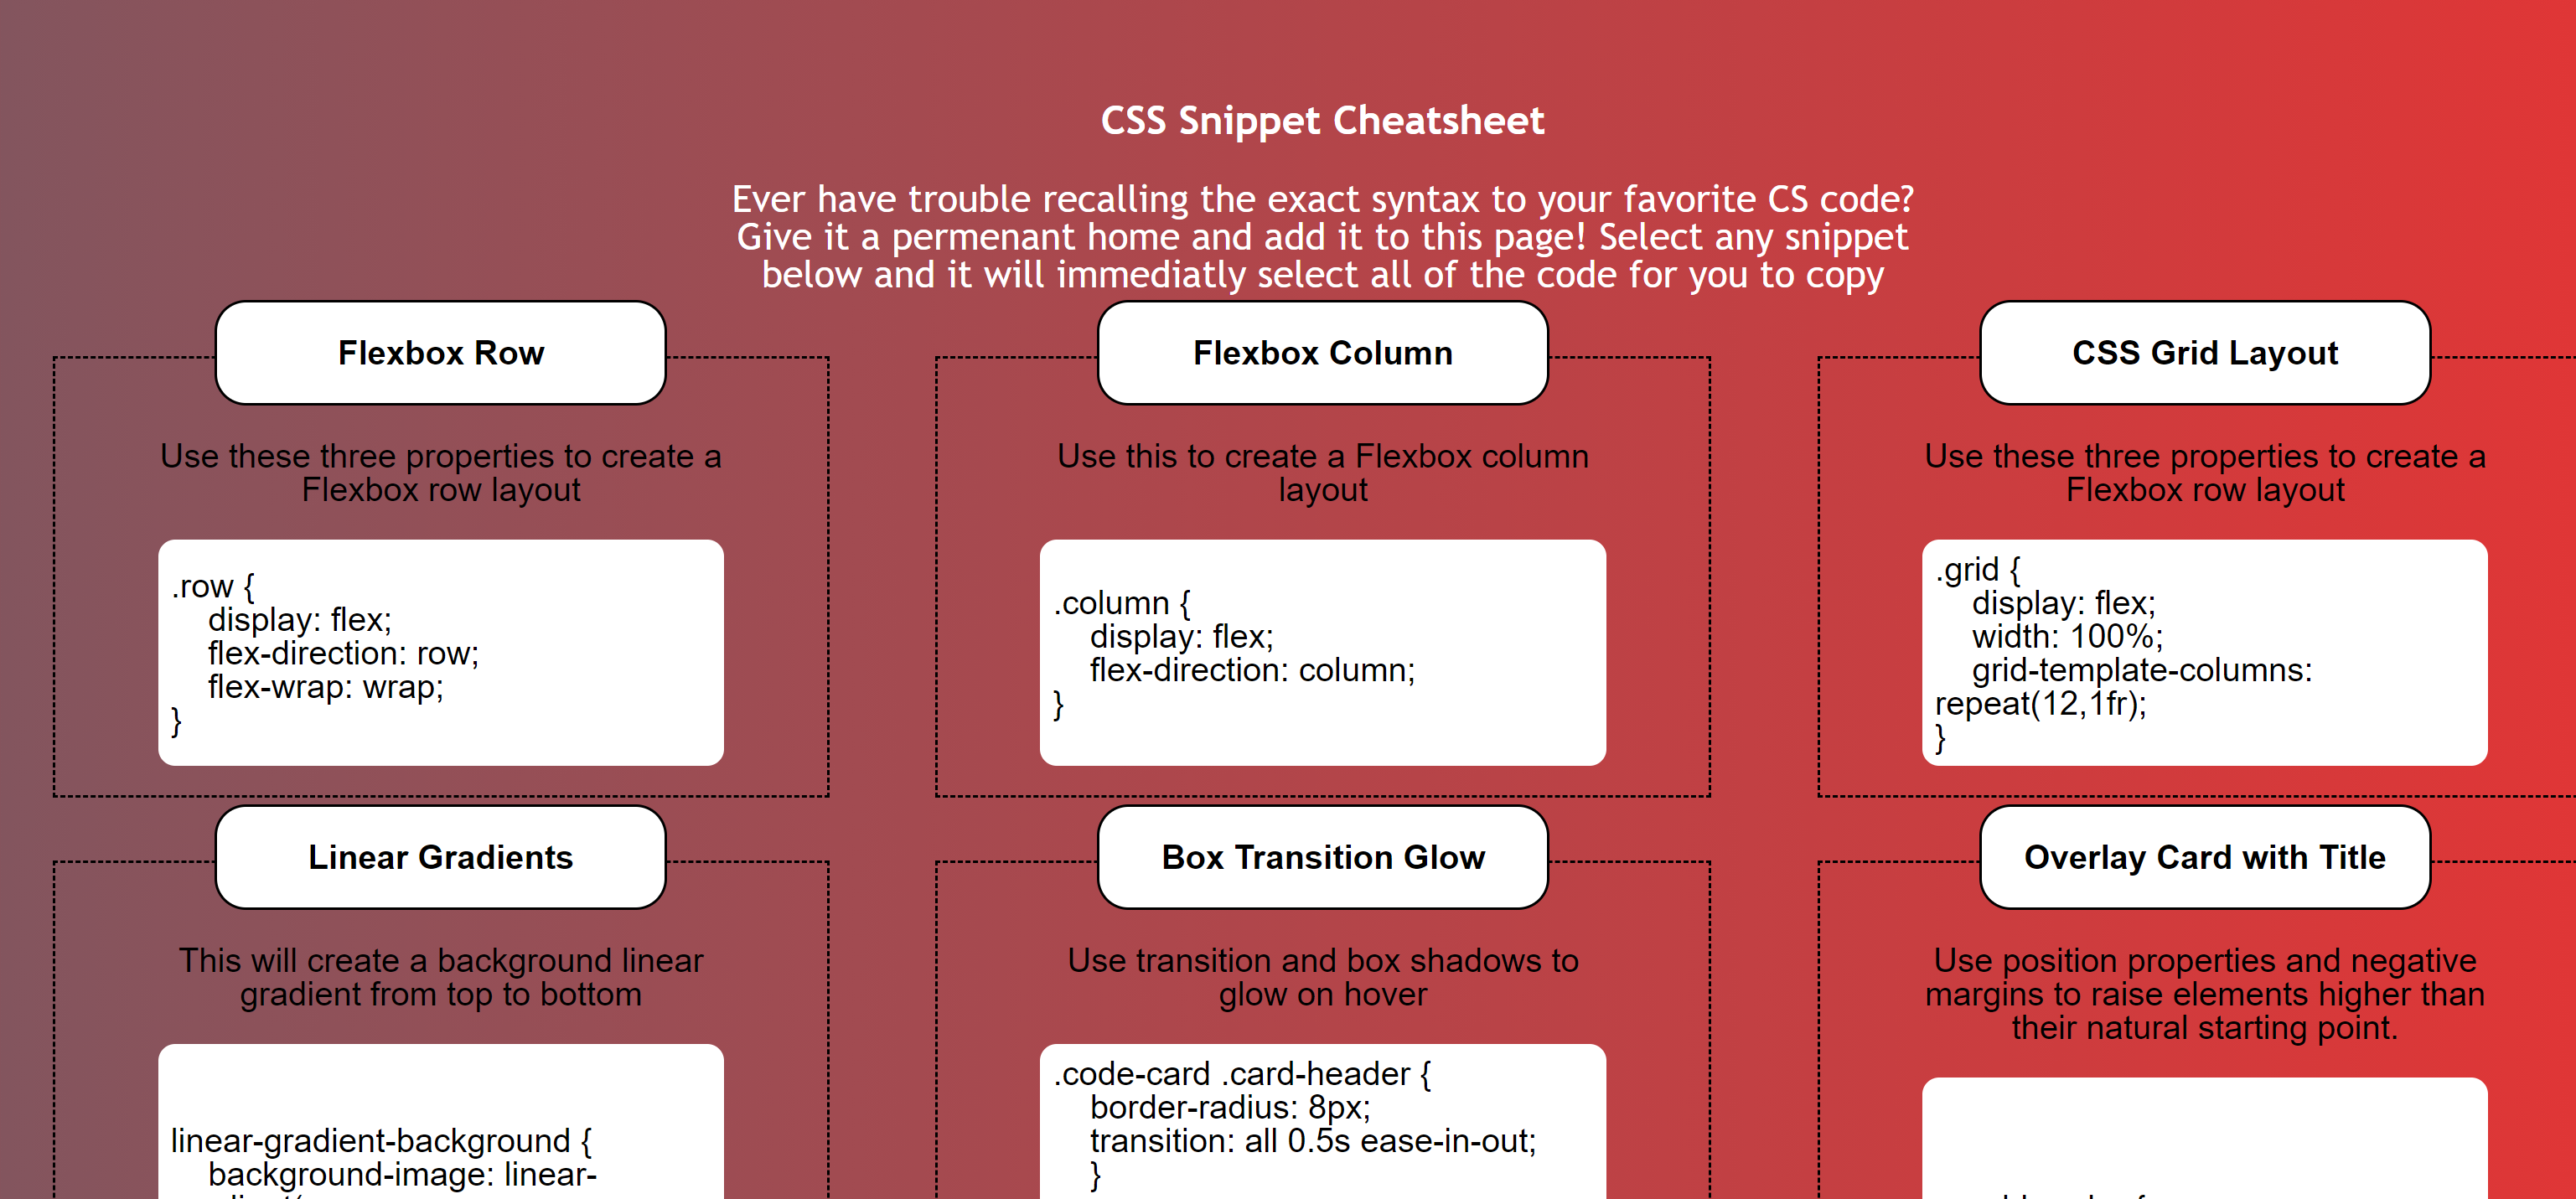 CSS Snippet Cheatsheet
Ever have trouble recalling the exact syntax to your favorite CS code?
Give it a permenant home and add it to this page! Select any snippet
below and it will immediatly select all of the code for you to copy
Flexbox Row
Use these three properties to create a
Flexbox row layout
.row {
display: flex;
flex-direction: row;
flex-wrap: wrap;
}
Flexbox Column
Use this to create a Flexbox column
layout
.column {
display: flex;
flex-direction: column;
}
CSS Grid Layout
Use these three properties to create a
Flexbox row layout
.grid {
display: flex;
width: 100%;
grid-template-columns:
repeat(12,1fr);
}
Linear Gradients
This will create a background linear
gradient from top to bottom
linear-gradient-background {
background-image: linear-
Box Transition Glow
Use transition and box shadows to
glow on hover
.code-card .card-header {
border-radius: 8px;
transition: all 0.5s ease-in-out;
}
Overlay Card with Title
Use position properties and negative
margins to raise elements higher than
their natural starting point.